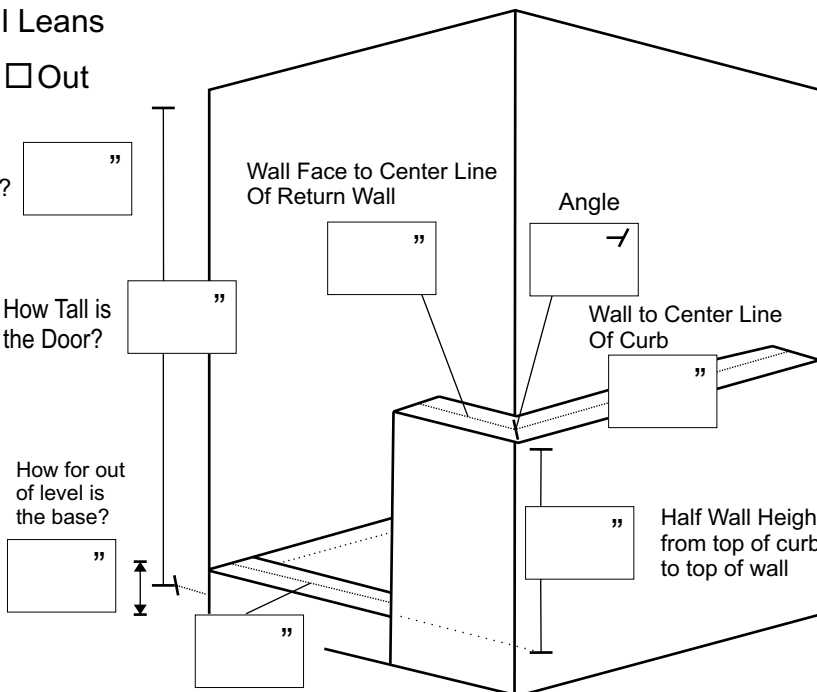 l Leans
Out
”
?
Wall Face to Center Line
Of Return Wall
”
Angle
How Tall is
the Door?
”
Wall to Center Line
Of Curb
”
How for out
of level is
the base?
”
”
Half Wall Heigh
from top of curb
to top of wall
”